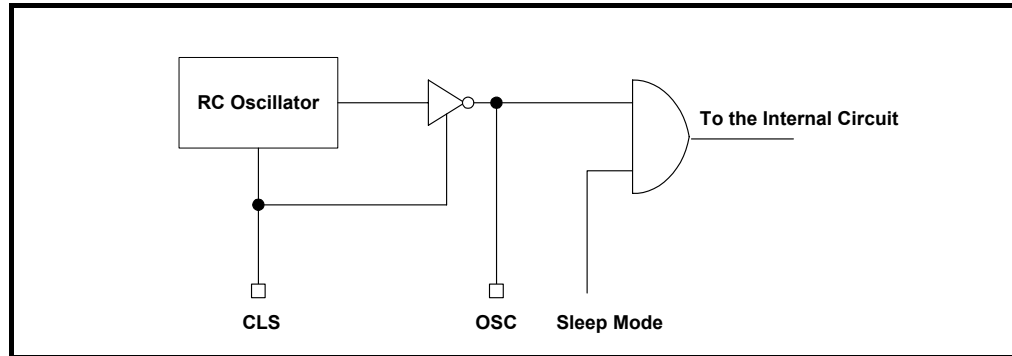 RC Oscillator
To the Internal Circuit
CLS
OSC
Sleep Mode